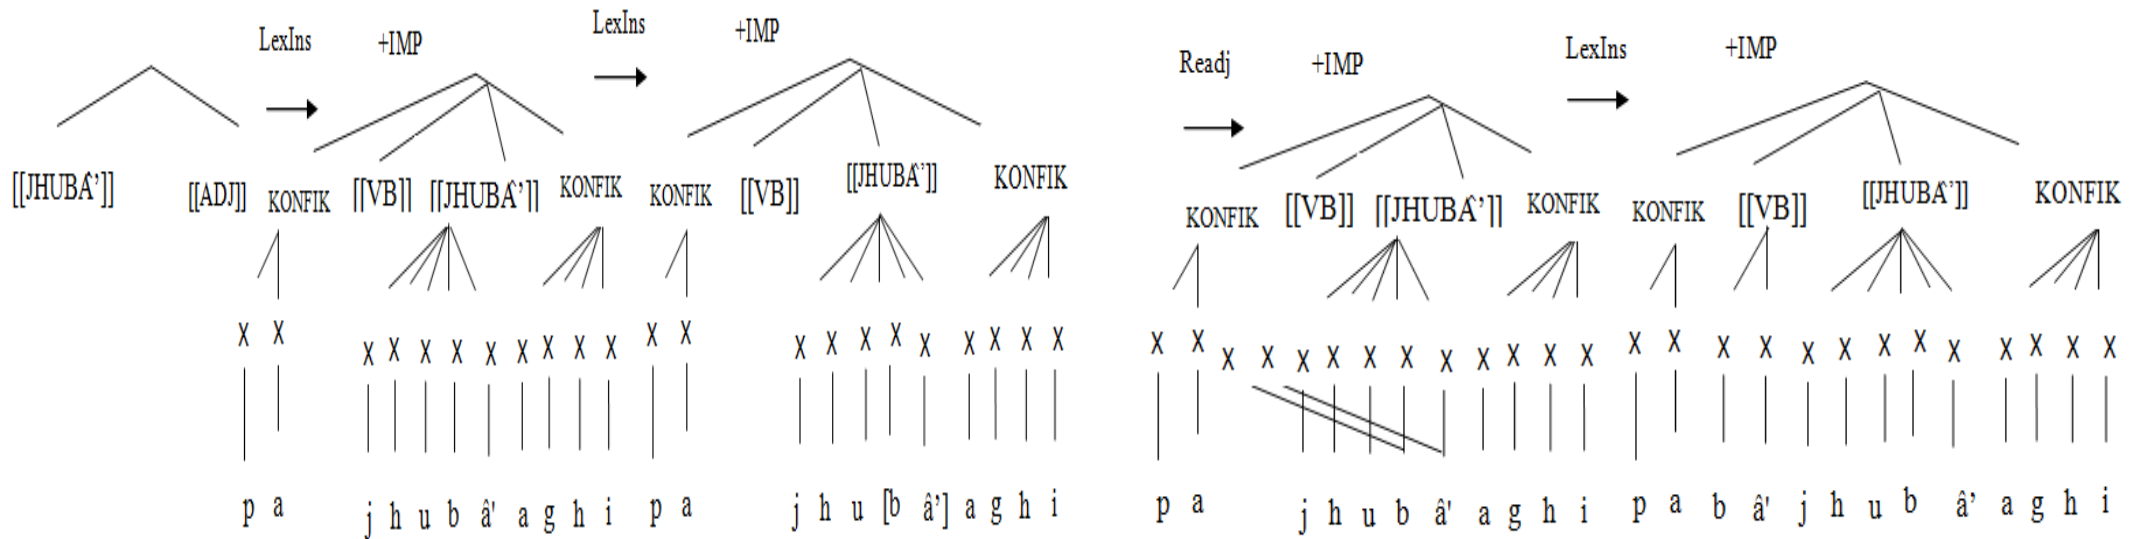 LexIns +IMP LexIns +IMP Readj +IMP LexIns +IMP
[[JHUBÂ']] [[ADJ]] KONFIK [[VB]] [[JHUBÂ']] KONFIK KONFIK [[VB]] [[JHUBÂ']] KONFIK KONFIK [[VB]] [[JHUBÂ']] KONFIK KONFIK [[VB]] [[JHUBÂ']] KONFIK
X X X X X X X X X X X X X X X X X X X X X X X X X X X X X X X X X X X X X X X X X X X X X X X X
p a j h u b â' a g h i p a j h u [b â'] a g h i p a j h u b â' a g h i p a b â' j h u b â' a g h i